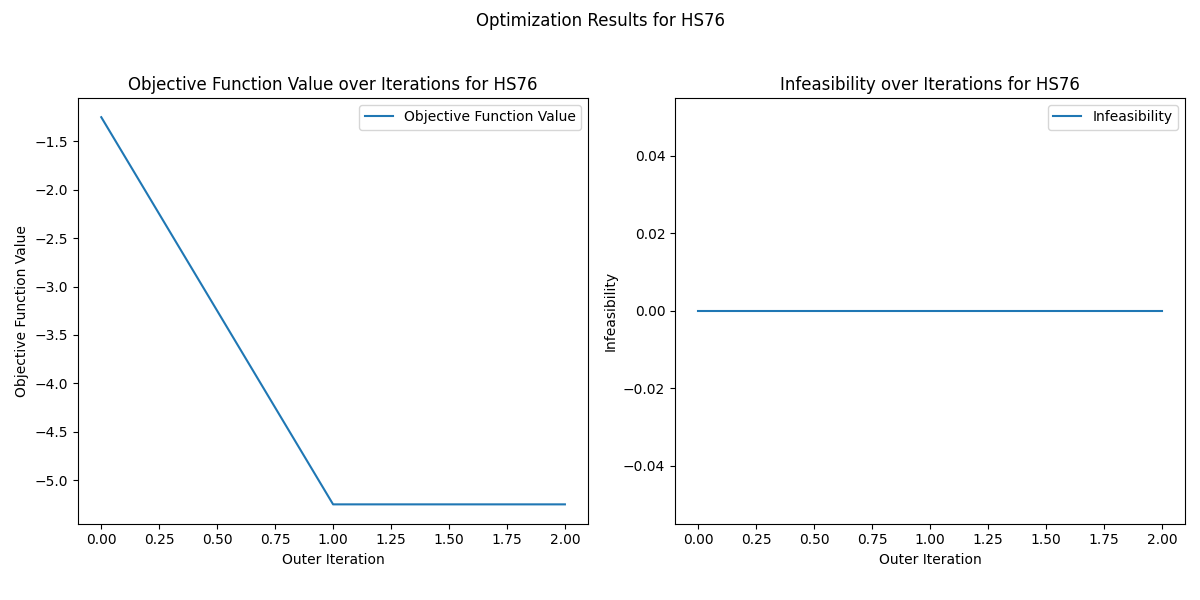 Optimization Results for HS76
Objective Function Value over Iterations for HS76
Objective Function Value
−1.5
−2.0
−2.5
−3.0
−3.5
−4.0
−4.5
−5.0
Objective Function Value
0.00 0.25 0.50 0.75 1.00 1.25 1.50 1.75 2.00
Outer Iteration
Infeasibility over Iterations for HS76
Infeasibility
0.04
0.02
0.00
−0.02
−0.04
Infeasibility
0.00 0.25 0.50 0.75 1.00 1.25 1.50 1.75 2.00
Outer Iteration